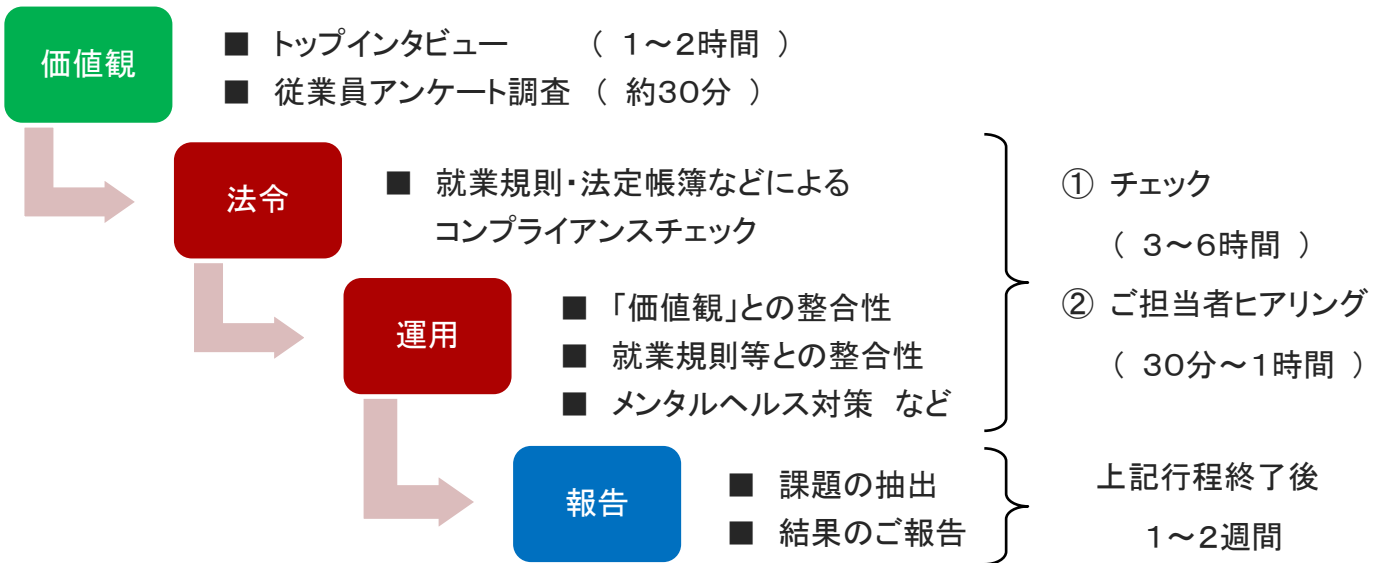 価値観
■ トップインタビュー （ 1～2時間 ）
■ 従業員アンケート調査 （ 約30分 ）
法令
■ 就業規則・法定帳簿などによる
コンプライアンスチェック
運用
■ 「価値観」との整合性
■ 就業規則等との整合性
■ メンタルヘルス対策 など
① チェック
（ 3～6時間 ）
② ご担当者ヒアリング
（ 30分～1時間 ）
報告
■ 課題の抽出
■ 結果のご報告
上記行程終了後
1～2週間